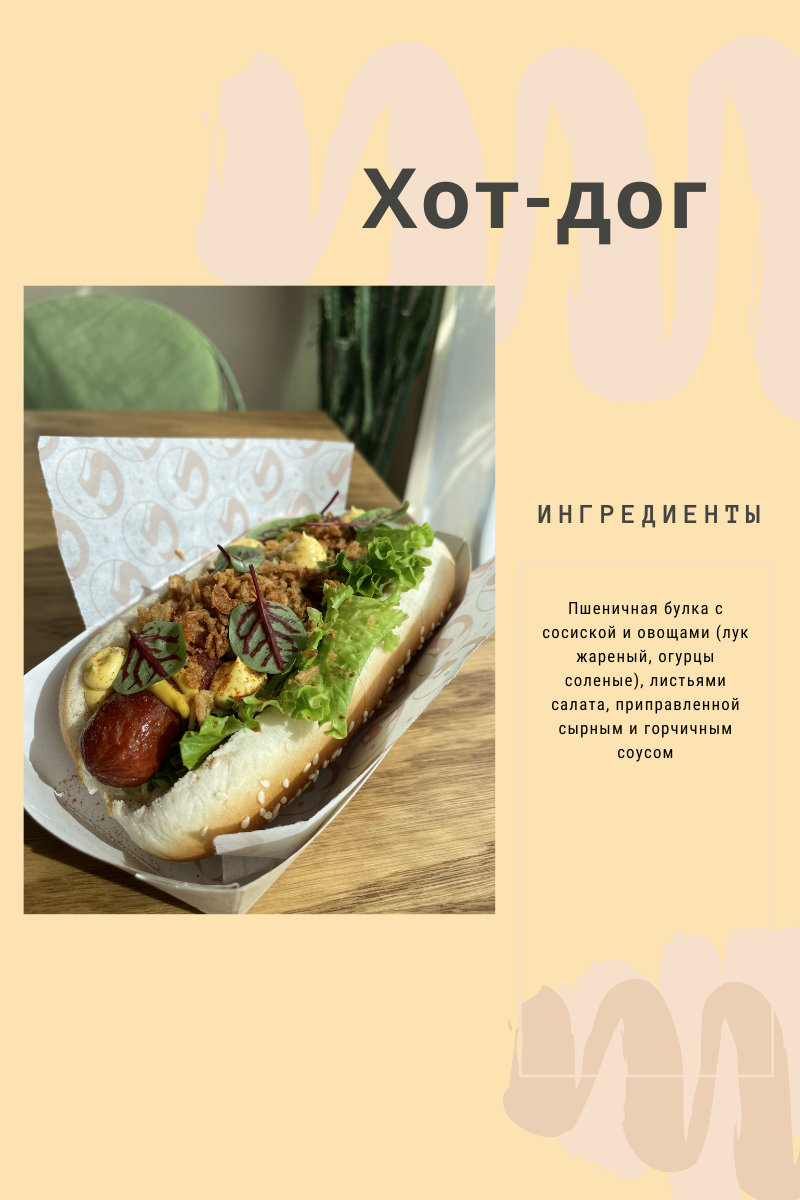 Хот-дог
ИНГРЕДИЕНТЫ
Пшеничная булка с
сосиской и овощами (лук
жареный, огурцы
соленые), листьями
салата, приправленной
сырным и горчичным
соусом